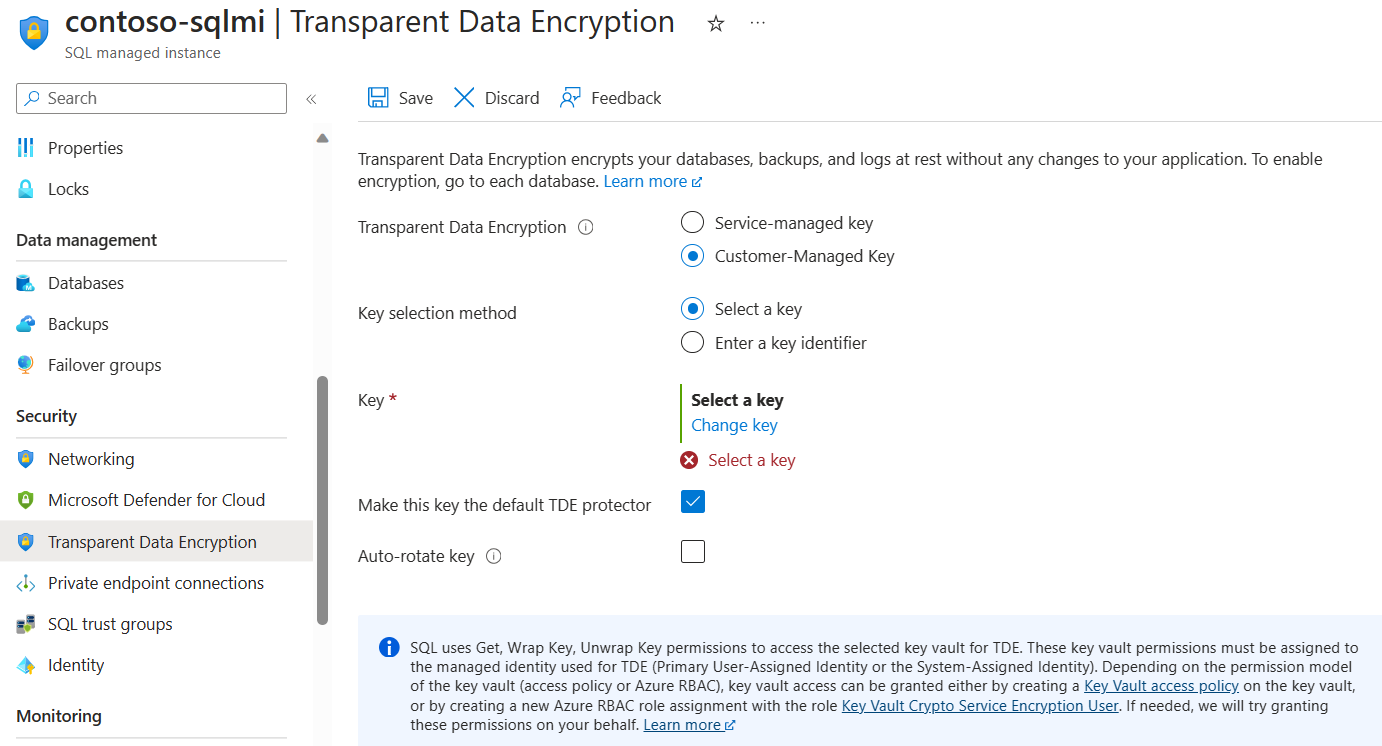 contoso-sqlmi | Transparent Data Encryption
SQL managed instance
Search
Properties
Locks
Data management
Databases
Backups
Failover groups
Security
Networking
Microsoft Defender for Cloud
Transparent Data Encryption
Private endpoint connections
SQL trust groups
Identity
Monitoring
Save Discard Feedback
Transparent Data Encryption encrypts your databases, backups, and logs at rest without any changes to your application. To enable
encryption, go to each database. Learn more
Transparent Data Encryption
Service-managed key
Customer-Managed Key
Key selection method
Select a key
Enter a key identifier
Key *
Select a key
Change key
Select a key
Make this key the default TDE protector
Auto-rotate key
SQL uses Get, Wrap Key, Unwrap Key permissions to access the selected key vault for TDE. These key vault permissions must be assigned to
the managed identity used for TDE (Primary User-Assigned Identity or the System-Assigned Identity). Depending on the permission model
of the key vault (access policy or Azure RBAC), key vault access can be granted either by creating a Key Vault access policy on the key vault,
or by creating a new Azure RBAC role assignment with the role Key Vault Crypto Service Encryption User. If needed, we will try granting
these permissions on your behalf. Learn more